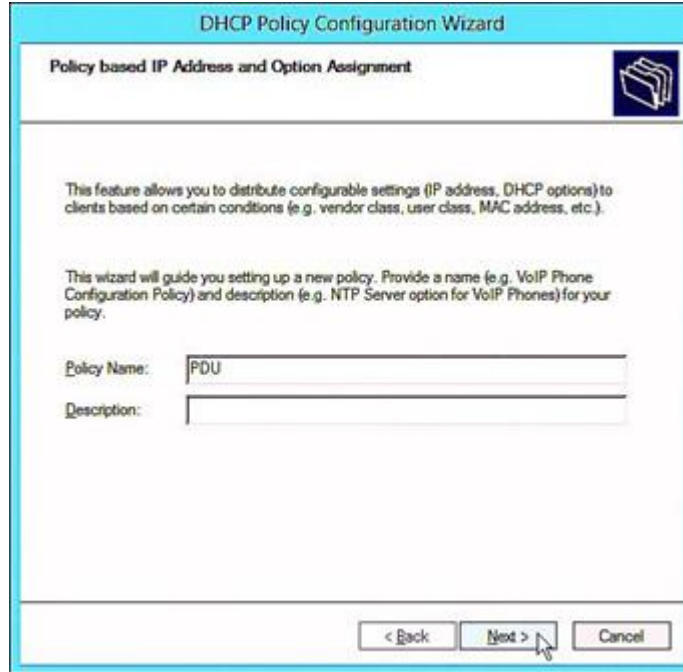 DHCP Policy Configuration Wizard
Policy based IP Address and Option Assignment
This feature allows you to distribute configurable settings (IP address, DHCP options) to
clients based on certain conditions (e.g. vendor class, user class, MAC address, etc.).
This wizard will guide you setting up a new policy. Provide a name (e.g. VoIP Phone
Configuration Policy) and description (e.g. NTP Server option for VoIP Phones) for your
policy.
Policy Name: PDU
Description:
< Back Next > Cancel